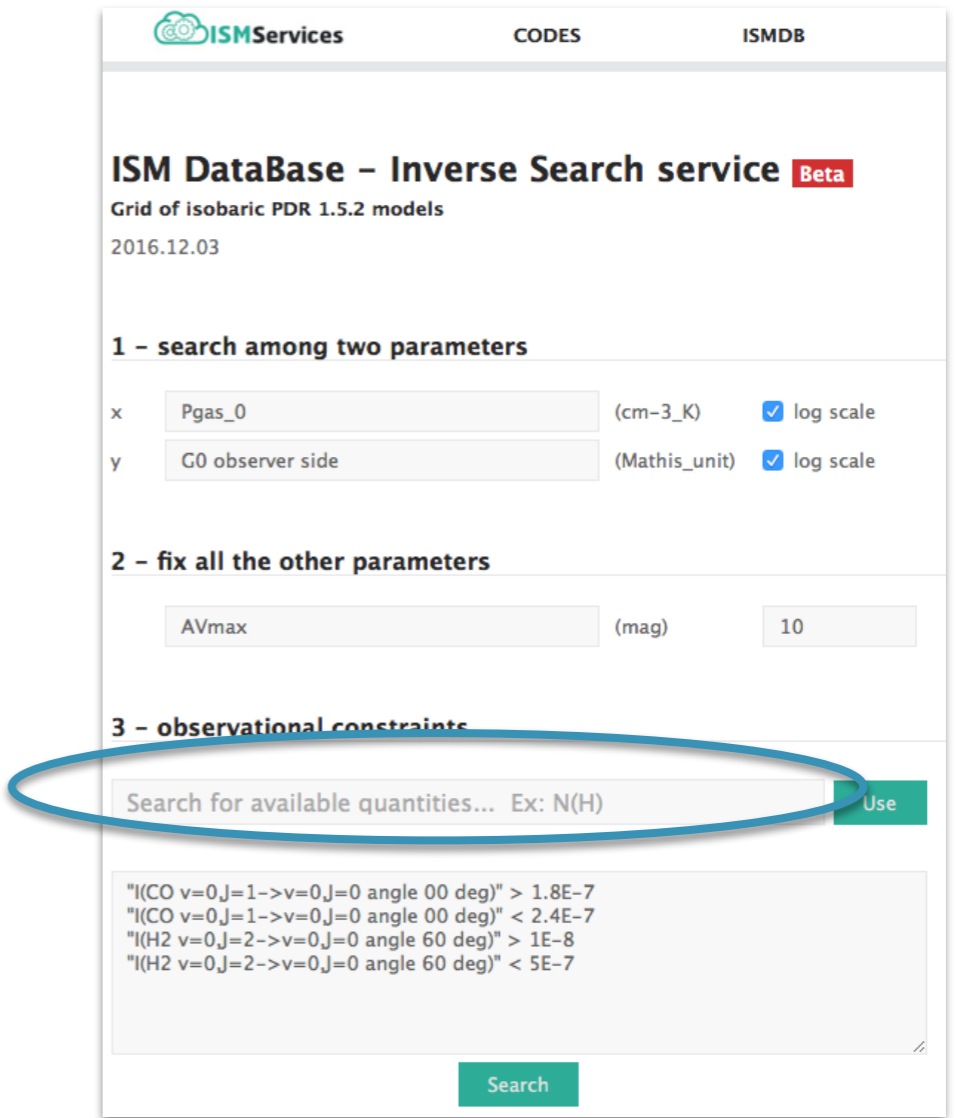 ISMServices CODES ISMDB
ISM DataBase – Inverse Search service Beta
Grid of isobaric PDR 1.5.2 models
2016.12.03
1 – search among two parameters
x Pgas_0 (cm-3_K) log scale
y G0 observer side (Mathis_unit) log scale
2 – fix all the other parameters
AVmax (mag) 10
3 – observational constraints
Search for available quantities... Ex: N(H) Use
"I(CO v=0,J=1->v=0,J=0 angle 00 deg)" > 1.8E-7
"I(CO v=0,J=1->v=0,J=0 angle 00 deg)" < 2.4E-7
"I(H2 v=0,J=2->v=0,J=0 angle 60 deg)" > 1E-8
"I(H2 v=0,J=2->v=0,J=0 angle 60 deg)" < 5E-7
Search